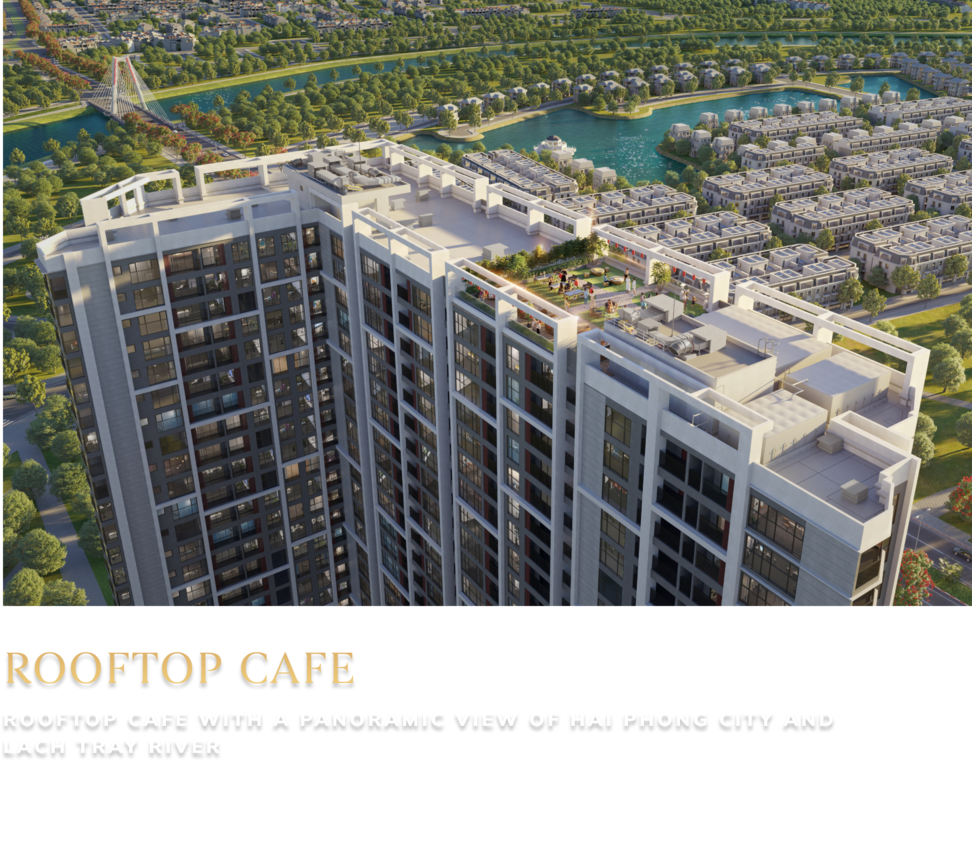 ROOFTOP CAFE
ROOFTOP CAFE WITH A PANORAMIC VIEW OF HAI PHONG CITY AND
LACH TRAY RIVER